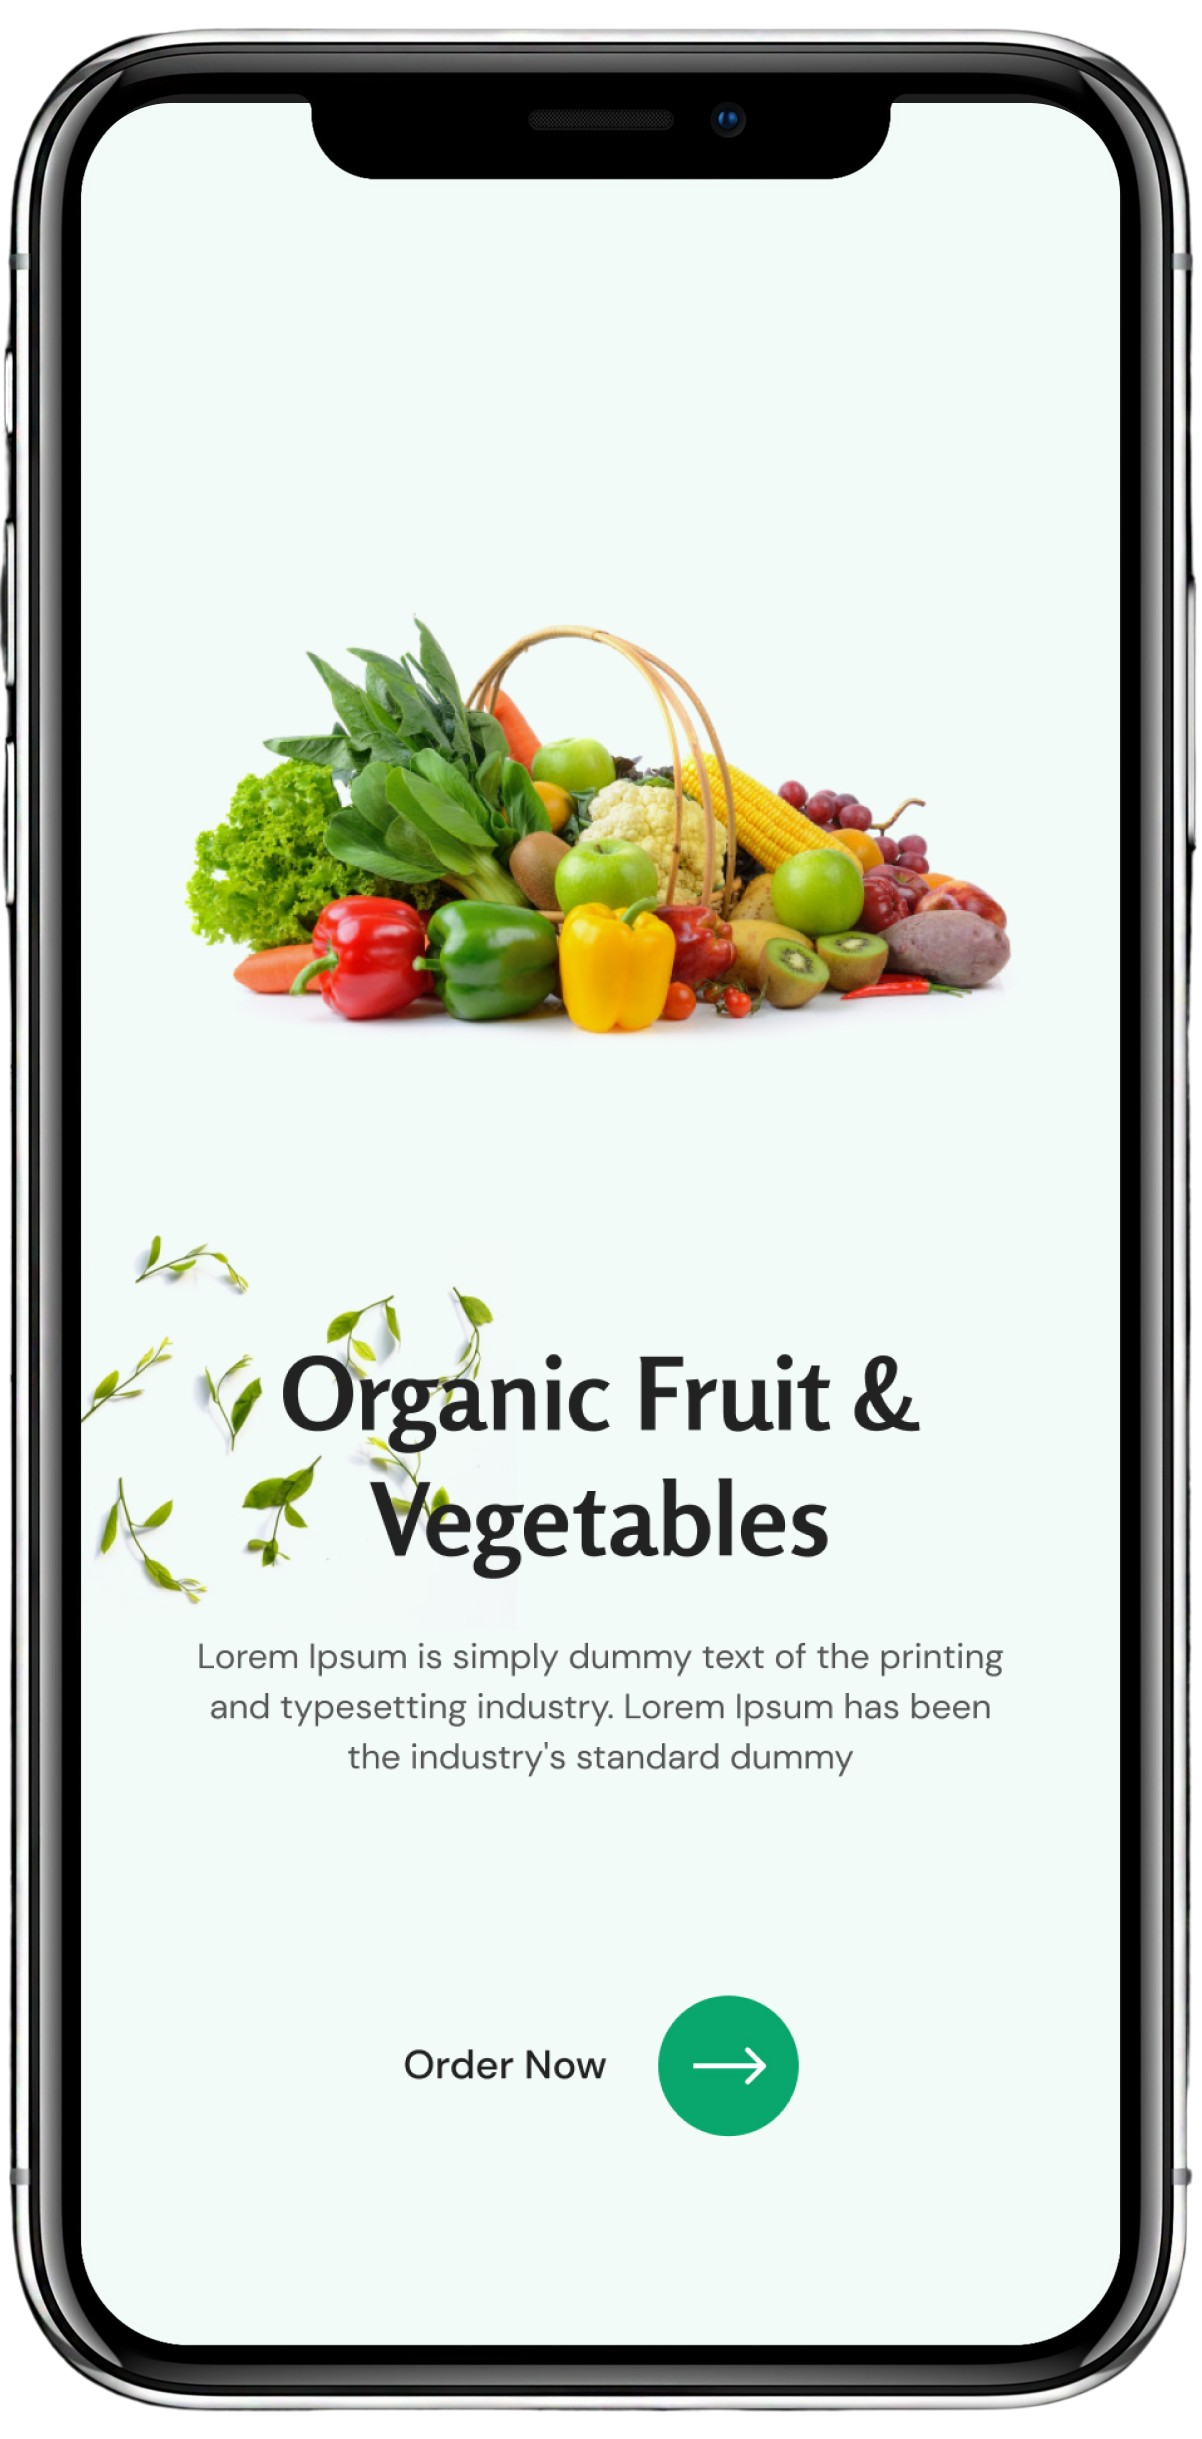 Organic Fruit &
Vegetables
Lorem Ipsum is simply dummy text of the printing
and typesetting industry. Lorem Ipsum has been
the industry's standard dummy
Order Now